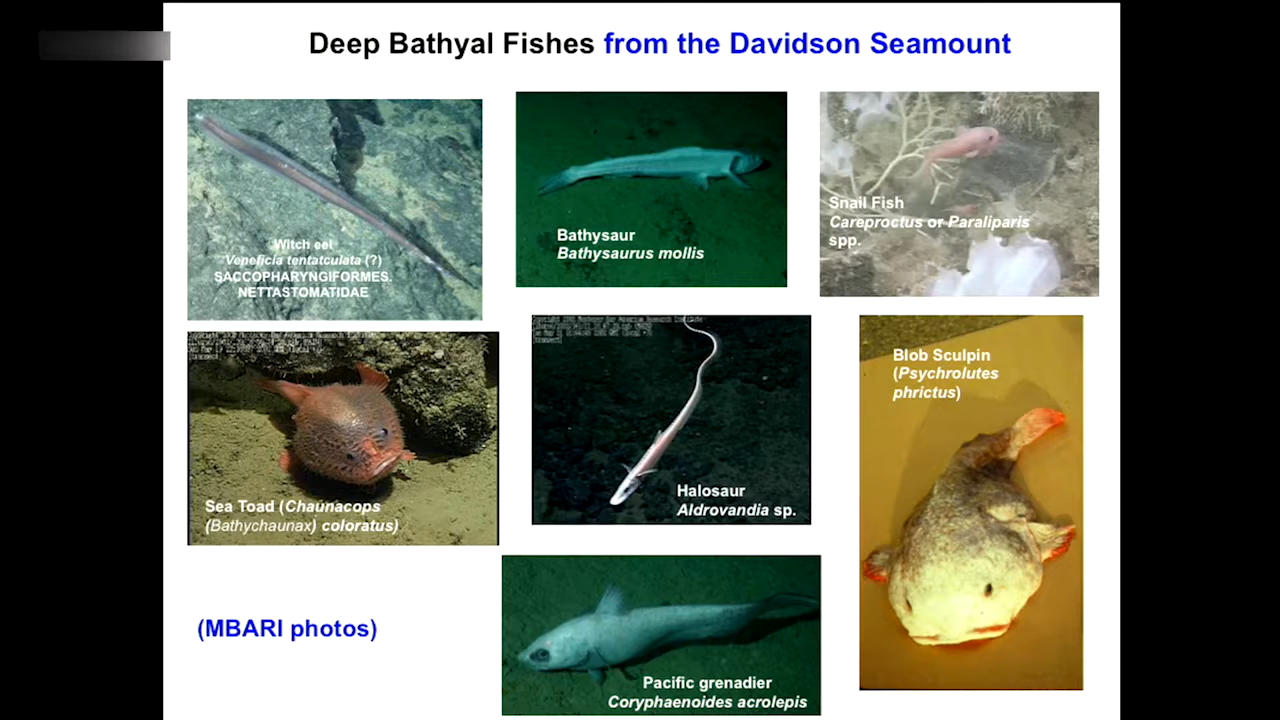 Deep Bathyal Fishes from the Davidson Seamount
Witch eel
Veneficia tentatculata (?)
SACCOPHARYNGIFORMES.
NETTASTOMATIDAE
Bathysaur
Bathysaurus mollis
Snail Fish
Careproctus or Paraliparis
spp.
Sea Toad (Chaunacops
(Bathychaunax) coloratus)
Halosaur
Aldrovandia sp.
Blob Sculpin
(Psychrolutes
phrictus)
(MBARI photos)
Pacific grenadier
Coryphaenoides acrolepis